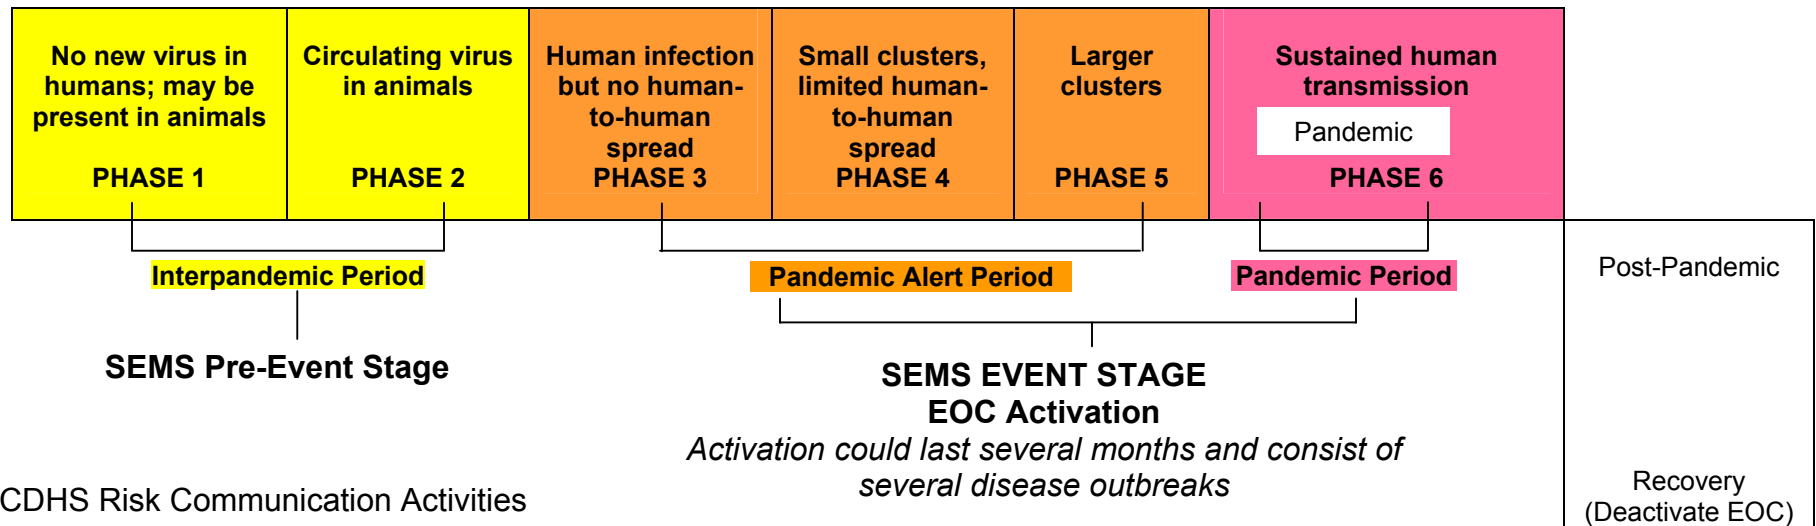 No new virus in
humans; may be
present in animals
PHASE 1
Circulating virus
in animals
PHASE 2
Human infection
but no human-
to-human
spread
PHASE 3
Small clusters,
limited human-
to-human
spread
PHASE 4
Larger
clusters
PHASE 5
Sustained human
transmission
Pandemic
PHASE 6
Interpandemic Period
Pandemic Alert Period
Pandemic Period
Post-Pandemic
SEMS Pre-Event Stage
SEMS EVENT STAGE
EOC Activation
Activation could last several months and consist of
several disease outbreaks
CDHS Risk Communication Activities
Recovery
(Deactivate EOC)